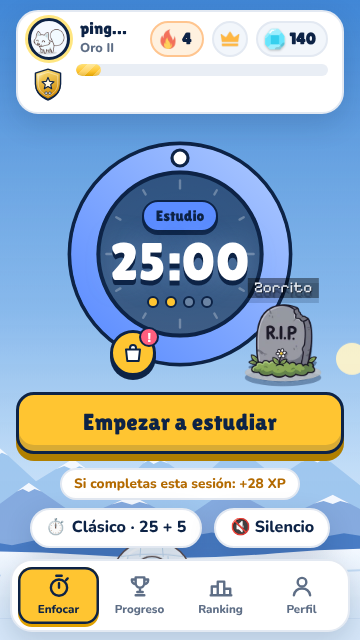 ping...
4
140
Oro II
Estudio
25:00
Zorrito
R.I.P.
!
Empezar a estudiar
Si completas esta sesión: +28 XP
Clásico · 25 + 5
Silencio
Enfocar
Progreso
Ranking
Perfil